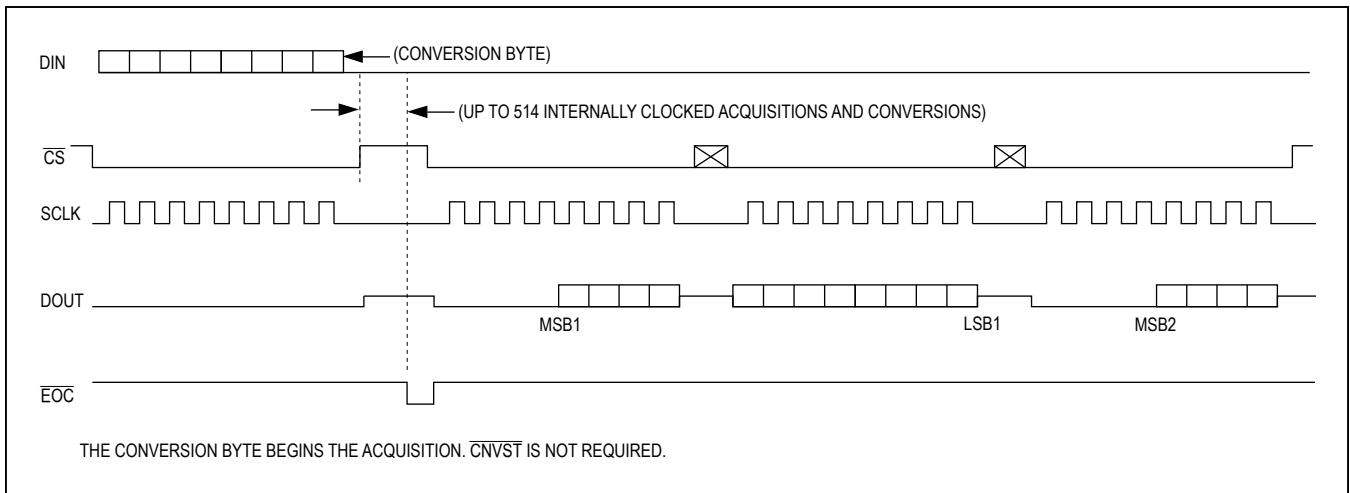 DIN
(CONVERSION BYTE)
(UP TO 514 INTERNALLY CLOCKED ACQUISITIONS AND CONVERSIONS)
CS
SCLK
DOUT
MSB1
LSB1
MSB2
EOC
THE CONVERSION BYTE BEGINS THE ACQUISITION. CNVST IS NOT REQUIRED.